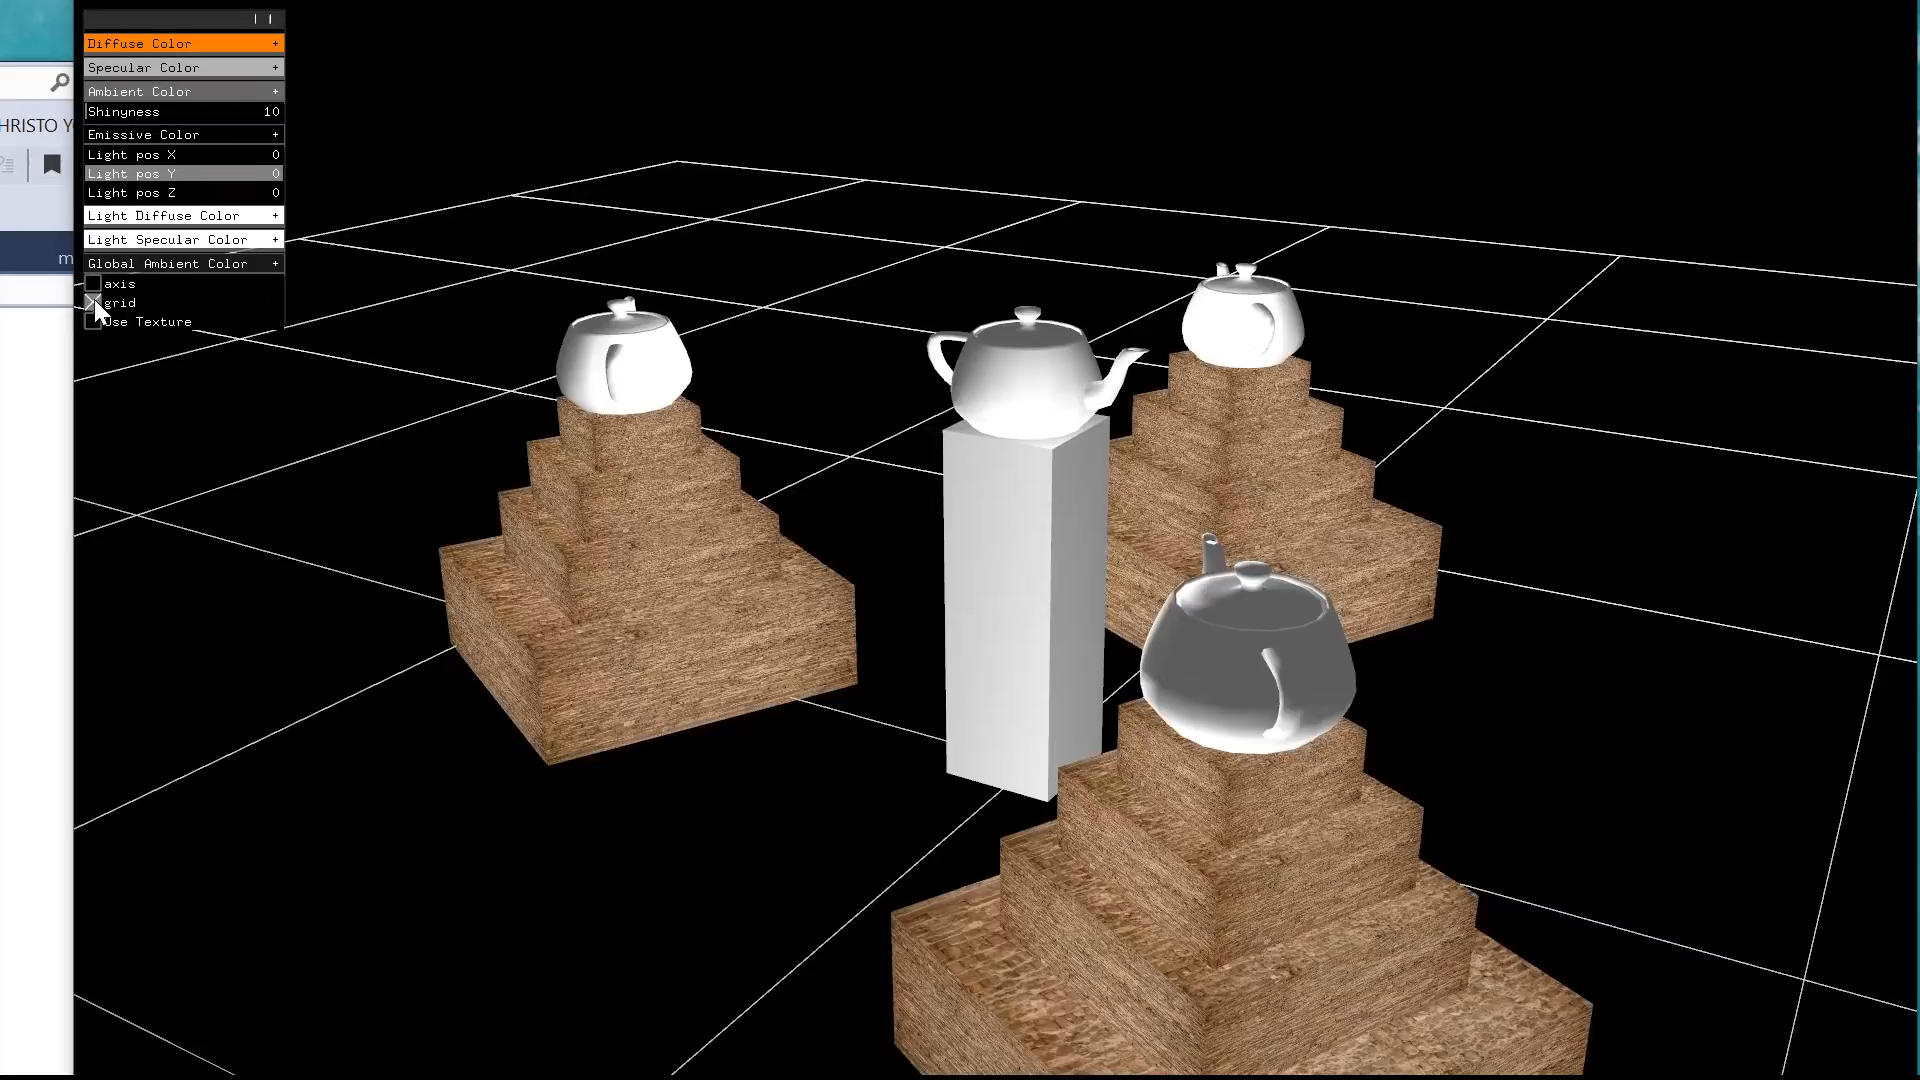 Diffuse Color +
Specular Color +
Ambient Color +
Shinyness 10
Emissive Color +
Light pos X 0
Light pos Y 0
Light pos Z 0
Light Diffuse Color +
Light Specular Color +
Global Ambient Color +
axis
grid
Use Texture
HRISTO Y
m